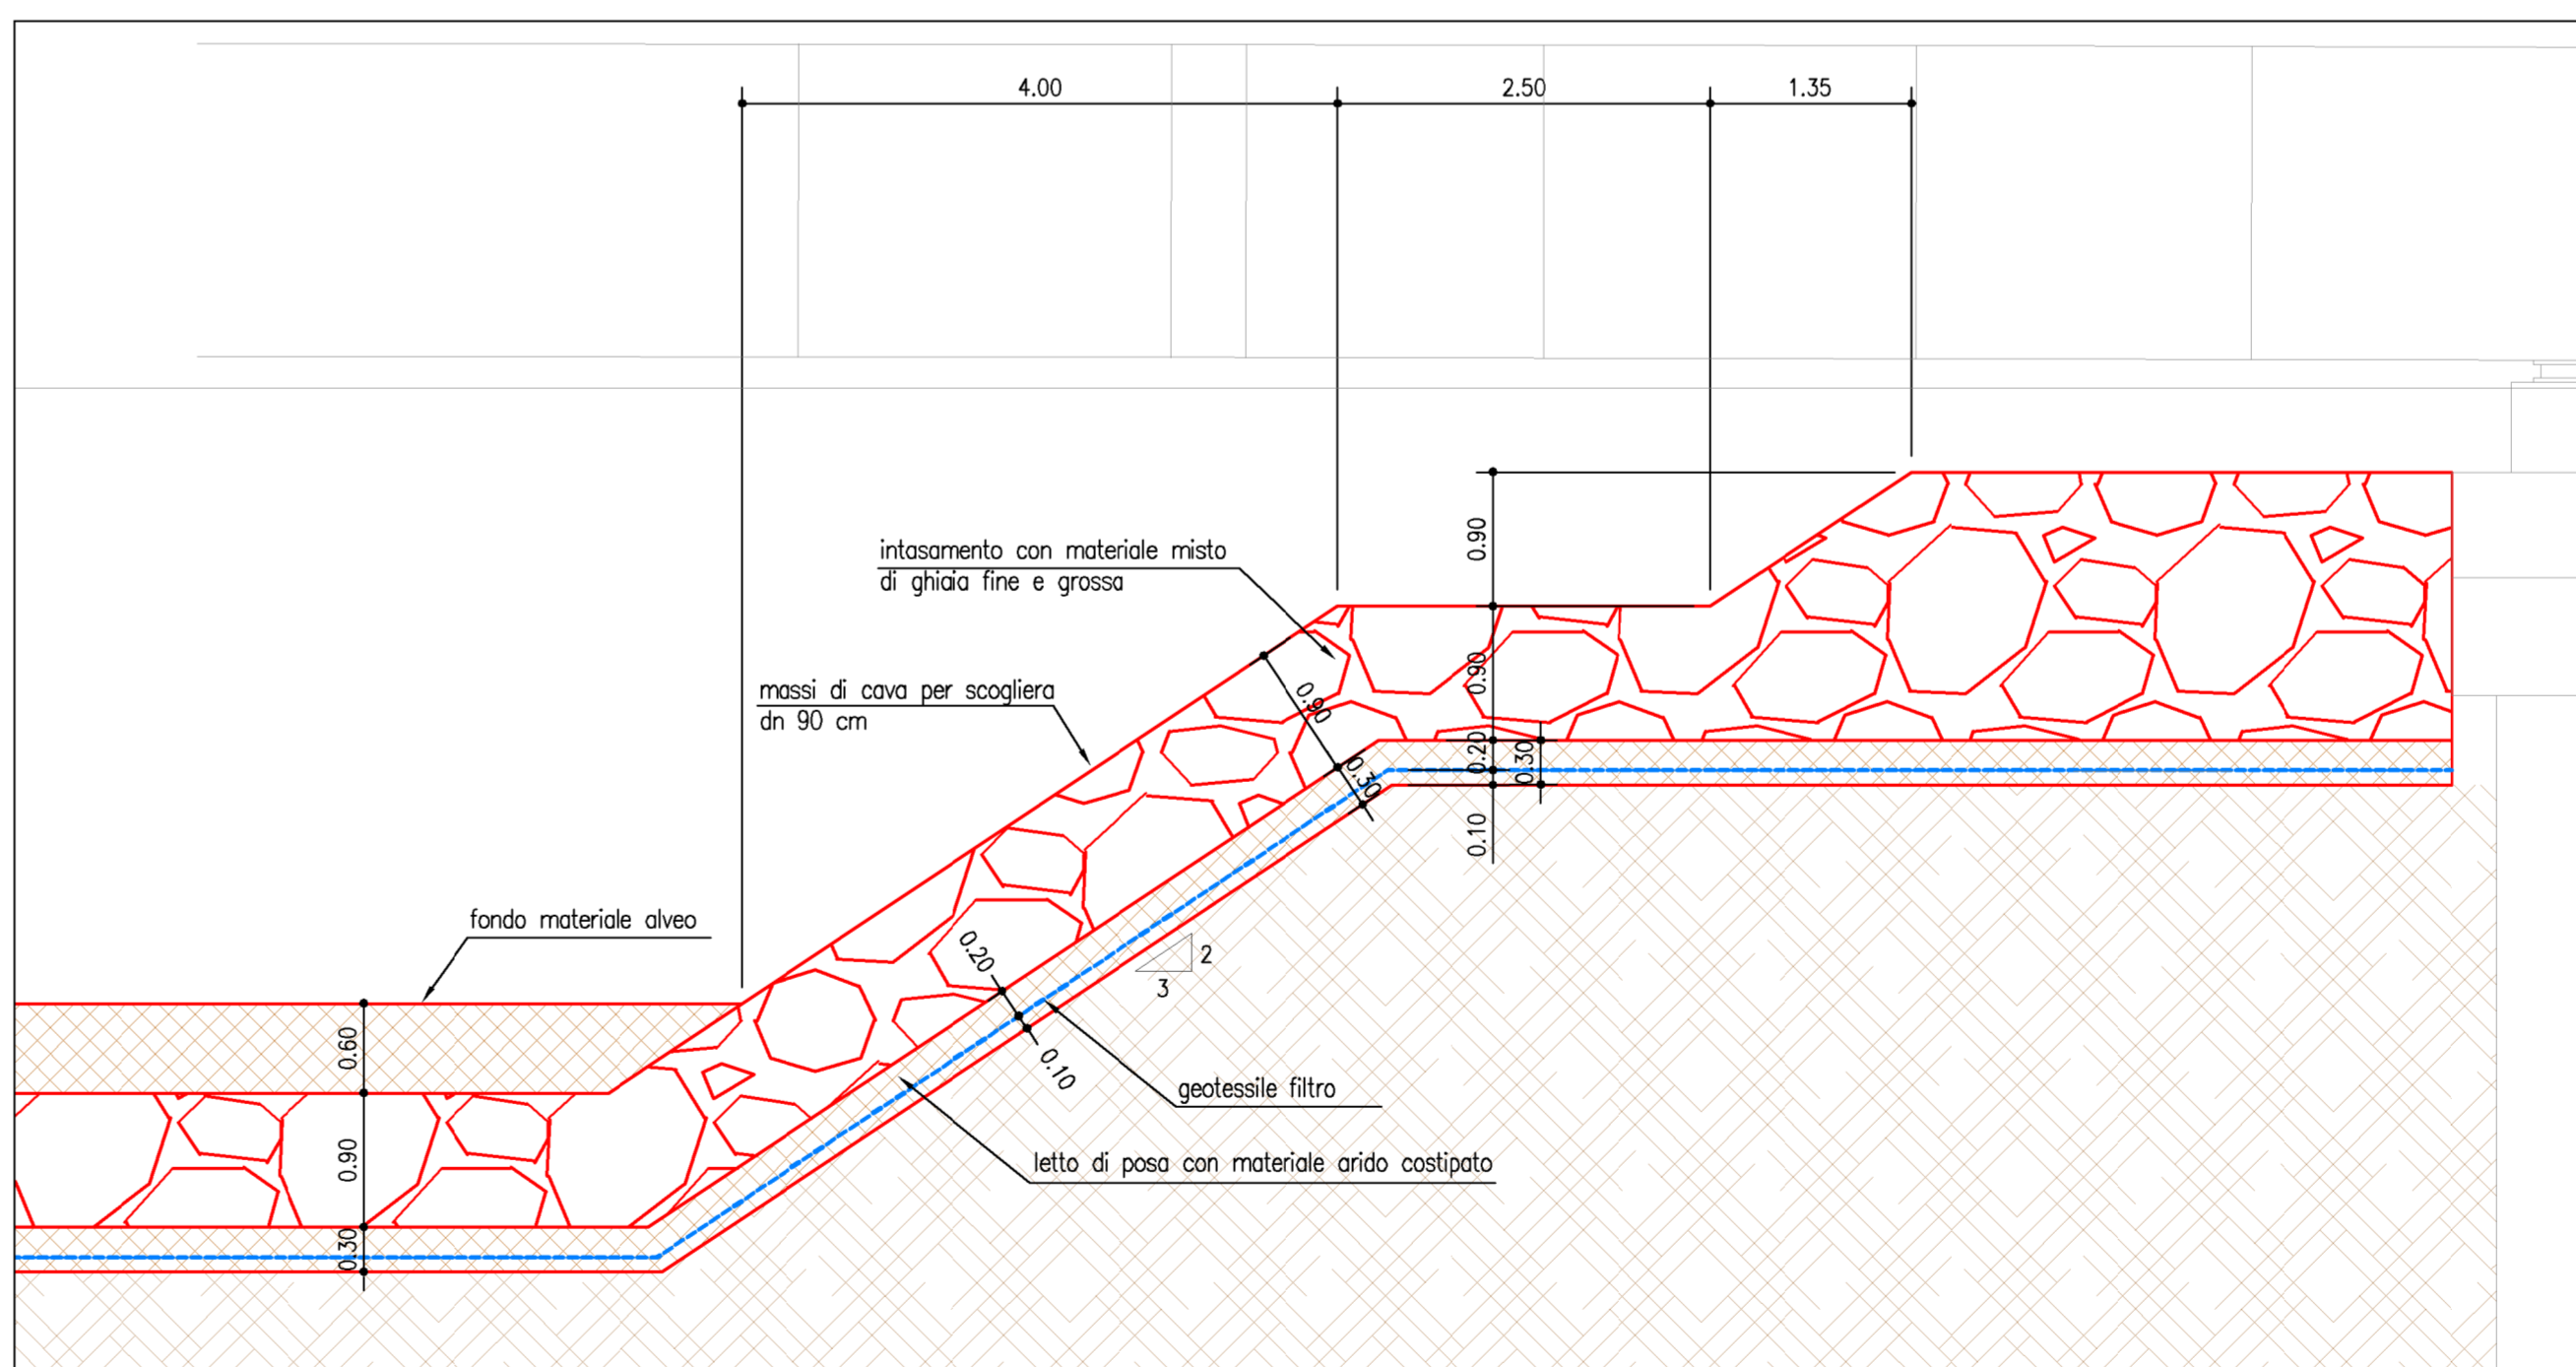 4.00
2.50
1.35
0.90
intasamento con materiale misto
di ghiaia fine e grossa
massi di cava per scogliera
dn 90 cm
0.90
0.90
0.20
0.30
0.30
0.10
fondo materiale alveo
0.20
2
3
0.60
0.10
geotessile filtro
0.90
letto di posa con materiale arido costipato
0.30